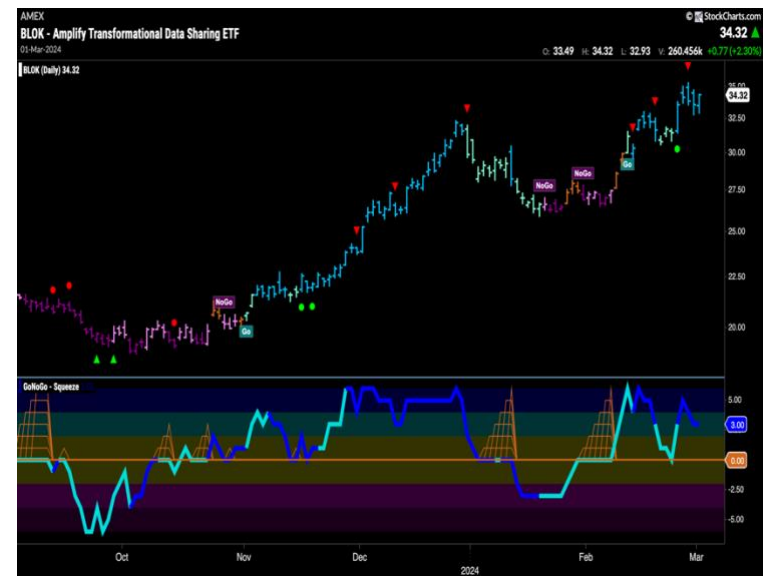 AMEX
© StockCharts.com
BLOK - Amplify Transformational Data Sharing ETF
34.32
01-Mar-2024
O: 33.49 H: 34.32 L: 32.93 V: 260.456k +0.77 (+2.30%)
BLOK (Daily) 34.32
35.00
34.32
32.50
30.00
NoGo
NoGo
Go
27.50
25.00
22.50
NoGo
Go
20.00
GoNoGo - Squeeze
5.00
3.00
0.00
-2.50
-5.00
Oct
Nov
Dec
2024
Feb
Mar